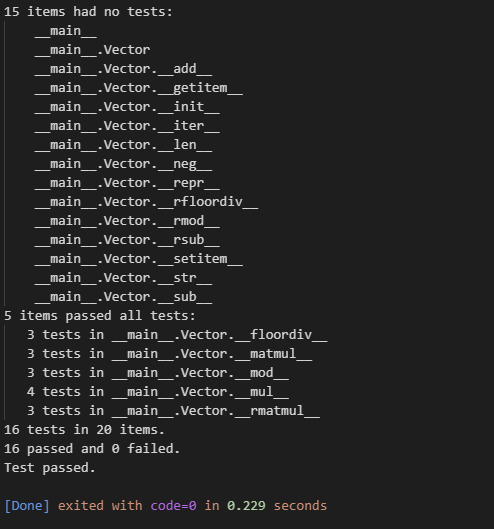 15 items had no tests:
    __main__
    __main__.Vector
    __main__.Vector.__add__
    __main__.Vector.__getitem__
    __main__.Vector.__init__
    __main__.Vector.__iter__
    __main__.Vector.__len__
    __main__.Vector.__neg__
    __main__.Vector.__repr__
    __main__.Vector.__rfloordiv__
    __main__.Vector.__rmod__
    __main__.Vector.__rsub__
    __main__.Vector.__setitem__
    __main__.Vector.__str__
    __main__.Vector.__sub__
5 items passed all tests:
   3 tests in __main__.Vector.__floordiv__
   3 tests in __main__.Vector.__matmul__
   3 tests in __main__.Vector.__mod__
   4 tests in __main__.Vector.__mul__
   3 tests in __main__.Vector.__rmatmul__
16 tests in 20 items.
16 passed and 0 failed.
Test passed.
[Done] exited with code=0 in 0.229 seconds